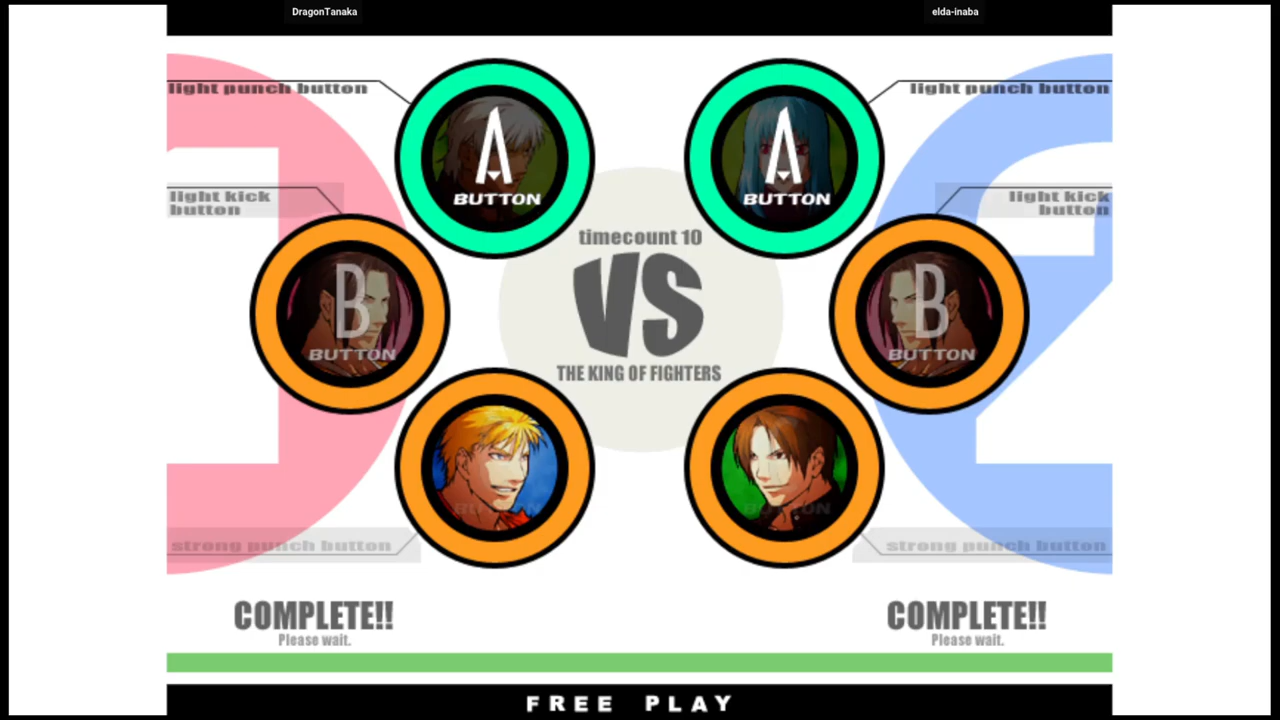 DragonTanaka
elda-inaba
light punch button
light punch button
A
BUTTON
A
BUTTON
light kick
button
light kick
button
timecount 10
VS
THE KING OF FIGHTERS
B
BUTTON
B
BUTTON
BUTTON
BUTTON
strong punch button
strong punch button
COMPLETE!!
Please wait.
COMPLETE!!
Please wait.
FREE PLAY